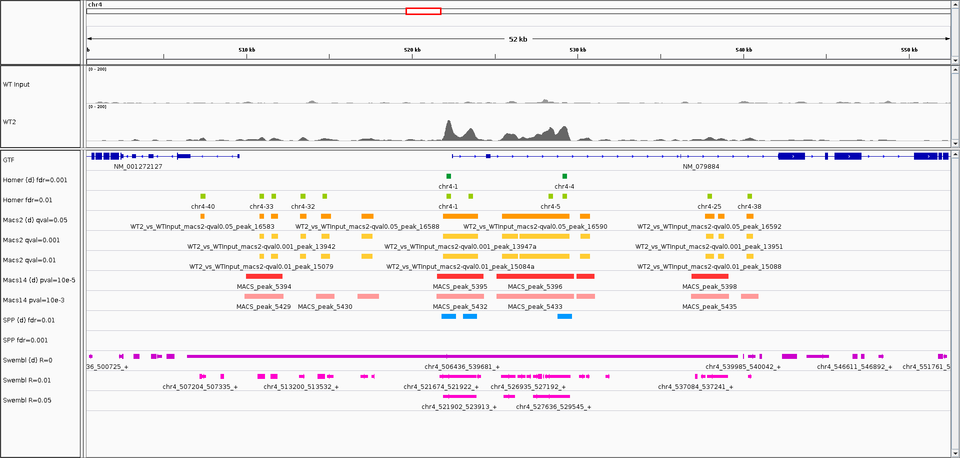 chr4
52 kb
510 kb 520 kb 530 kb 540 kb 550 kb
WT Input [0 - 200]
WT2 [0 - 200]
GTF
NM_001272127 NM_079884
Homer (d) fdr=0.001
chr4-1 chr4-4
Homer fdr=0.01
chr4-40 chr4-33 chr4-32 chr4-1 chr4-5 chr4-25 chr4-38
Macs2 (d) qval=0.05
WT2_vs_WTInput_macs2-qval0.05_peak_16583 WT2_vs_WTInput_macs2-qval0.05_peak_16588 WT2_vs_WTInput_macs2-qval0.05_peak_16590 WT2_vs_WTInput_macs2-qval0.05_peak_16592
Macs2 qval=0.001
WT2_vs_WTInput_macs2-qval0.001_peak_13942 WT2_vs_WTInput_macs2-qval0.001_peak_13947a WT2_vs_WTInput_macs2-qval0.001_peak_13951
Macs2 qval=0.01
WT2_vs_WTInput_macs2-qval0.01_peak_15079 WT2_vs_WTInput_macs2-qval0.01_peak_15084a WT2_vs_WTInput_macs2-qval0.01_peak_15088
Macs14 (d) pval=10e-5
MACS_peak_5394 MACS_peak_5395 MACS_peak_5396 MACS_peak_5398
Macs14 pval=10e-3
MACS_peak_5429 MACS_peak_5430 MACS_peak_5432 MACS_peak_5433 MACS_peak_5435
SPP (d) fdr=0.01
SPP fdr=0.001
Swembl (d) R=0
36_500725_+ chr4_506436_539681_+ chr4_539985_540042_+ chr4_546611_546892_+ chr4_551761_5
Swembl R=0.01
chr4_507204_507335_+ chr4_513200_513532_+ chr4_521674_521922_+ chr4_526935_527192_+ chr4_537084_537241_+
Swembl R=0.05
chr4_521902_523913_+ chr4_527636_529545_+